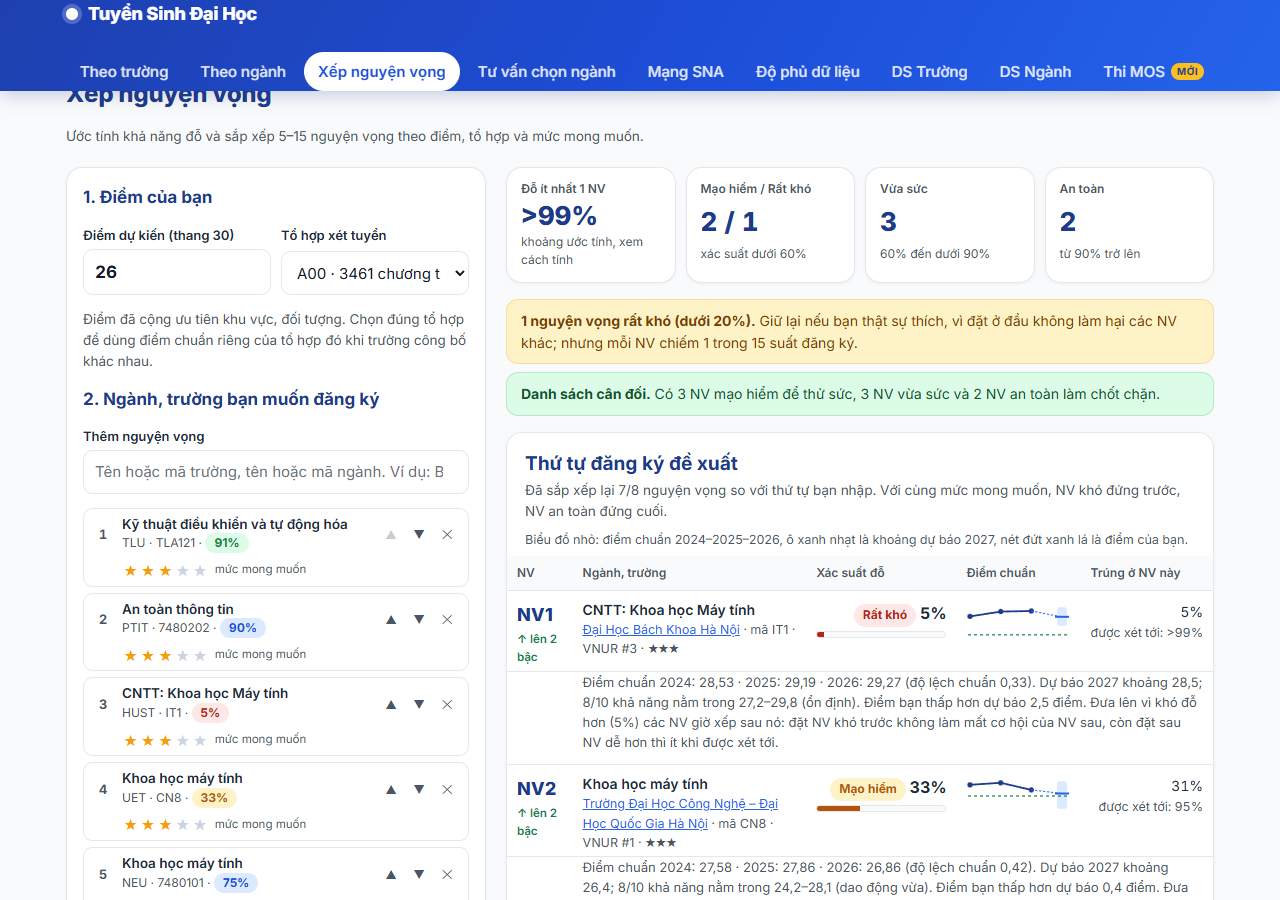 Tuyển Sinh Đại Học
Theo trường
Theo ngành
Xếp nguyện vọng
Tư vấn chọn ngành
Mạng SNA
Độ phủ dữ liệu
DS Trường
DS Ngành
Thi MOS MỚI
Xếp nguyện vọng
Ước tính khả năng đỗ và sắp xếp 5–15 nguyện vọng theo điểm, tổ hợp và mức mong muốn.
1. Điểm của bạn
Điểm dự kiến (thang 30)
Tổ hợp xét tuyển
26
A00 · 3461 chương t
Điểm đã cộng ưu tiên khu vực, đối tượng. Chọn đúng tổ hợp
để dùng điểm chuẩn riêng của tổ hợp đó khi trường công bố
khác nhau.
2. Ngành, trường bạn muốn đăng ký
Thêm nguyện vọng
Tên hoặc mã trường, tên hoặc mã ngành. Ví dụ: B
1
Kỹ thuật điều khiển và tự động hóa
TLU · TLA121 · 91%
★ ★ ★ ★ ★ mức mong muốn
▲ ▼ ✕
2
An toàn thông tin
PTIT · 7480202 · 90%
★ ★ ★ ★ ★ mức mong muốn
▲ ▼ ✕
3
CNTT: Khoa học Máy tính
HUST · IT1 · 5%
★ ★ ★ ★ ★ mức mong muốn
▲ ▼ ✕
4
Khoa học máy tính
UET · CN8 · 33%
★ ★ ★ ★ ★ mức mong muốn
▲ ▼ ✕
5
Khoa học máy tính
NEU · 7480101 · 75%
▲ ▼ ✕
Đỗ ít nhất 1 NV
>99%
khoảng ước tính, xem
cách tính
Mạo hiểm / Rất khó
2 / 1
xác suất dưới 60%
Vừa sức
3
60% đến dưới 90%
An toàn
2
từ 90% trở lên
1 nguyện vọng rất khó (dưới 20%). Giữ lại nếu bạn thật sự thích, vì đặt ở đầu không làm hại các NV
khác; nhưng mỗi NV chiếm 1 trong 15 suất đăng ký.
Danh sách cân đối. Có 3 NV mạo hiểm để thử sức, 3 NV vừa sức và 2 NV an toàn làm chốt chặn.
Thứ tự đăng ký đề xuất
Đã sắp xếp lại 7/8 nguyện vọng so với thứ tự bạn nhập. Với cùng mức mong muốn, NV khó đứng trước,
NV an toàn đứng cuối.
Biểu đồ nhỏ: điểm chuẩn 2024–2025–2026, ô xanh nhạt là khoảng dự báo 2027, nét đứt xanh lá là điểm của bạn.
NV
Ngành, trường
Xác suất đỗ
Điểm chuẩn
Trúng ở NV này
NV1
↑ lên 2
bậc
CNTT: Khoa học Máy tính
Đại Học Bách Khoa Hà Nội · mã IT1 ·
VNUR #3 · ★★★
Rất khó 5%
5%
được xét tới: >99%
Điểm chuẩn 2024: 28,53 · 2025: 29,19 · 2026: 29,27 (độ lệch chuẩn 0,33). Dự báo 2027 khoảng 28,5;
8/10 khả năng nằm trong 27,2–29,8 (ổn định). Điểm bạn thấp hơn dự báo 2,5 điểm. Đưa lên vì khó đỗ
hơn (5%) các NV giờ xếp sau nó: đặt NV khó trước không làm mất cơ hội của NV sau, còn đặt sau
NV dễ hơn thì ít khi được xét tới.
NV2
↑ lên 2
bậc
Khoa học máy tính
Trường Đại Học Công Nghệ – Đại
Học Quốc Gia Hà Nội · mã CN8 ·
VNUR #1 · ★★★
Mạo hiểm 33%
31%
được xét tới: 95%
Điểm chuẩn 2024: 27,58 · 2025: 27,86 · 2026: 26,86 (độ lệch chuẩn 0,42). Dự báo 2027 khoảng
26,4; 8/10 khả năng nằm trong 24,2–28,1 (dao động vừa). Điểm bạn thấp hơn dự báo 0,4 điểm. Đưa